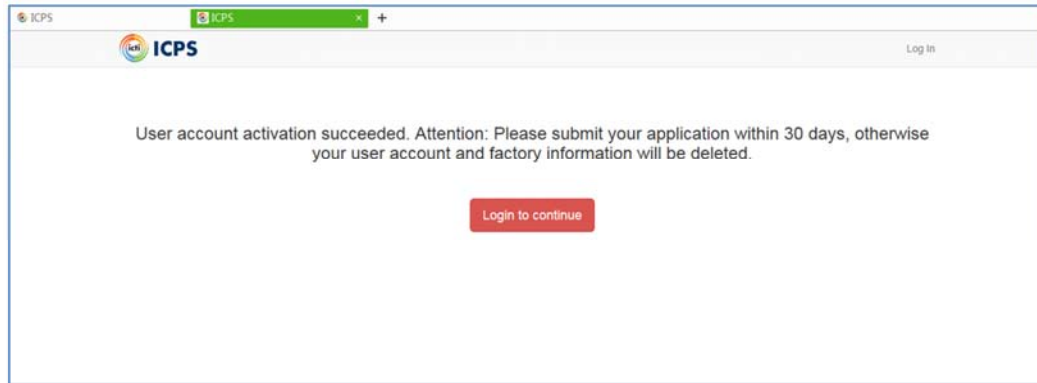 ICPS
ICPS × +
icti ICPS
Log In
User account activation succeeded. Attention: Please submit your application within 30 days, otherwise
your user account and factory information will be deleted.
Login to continue